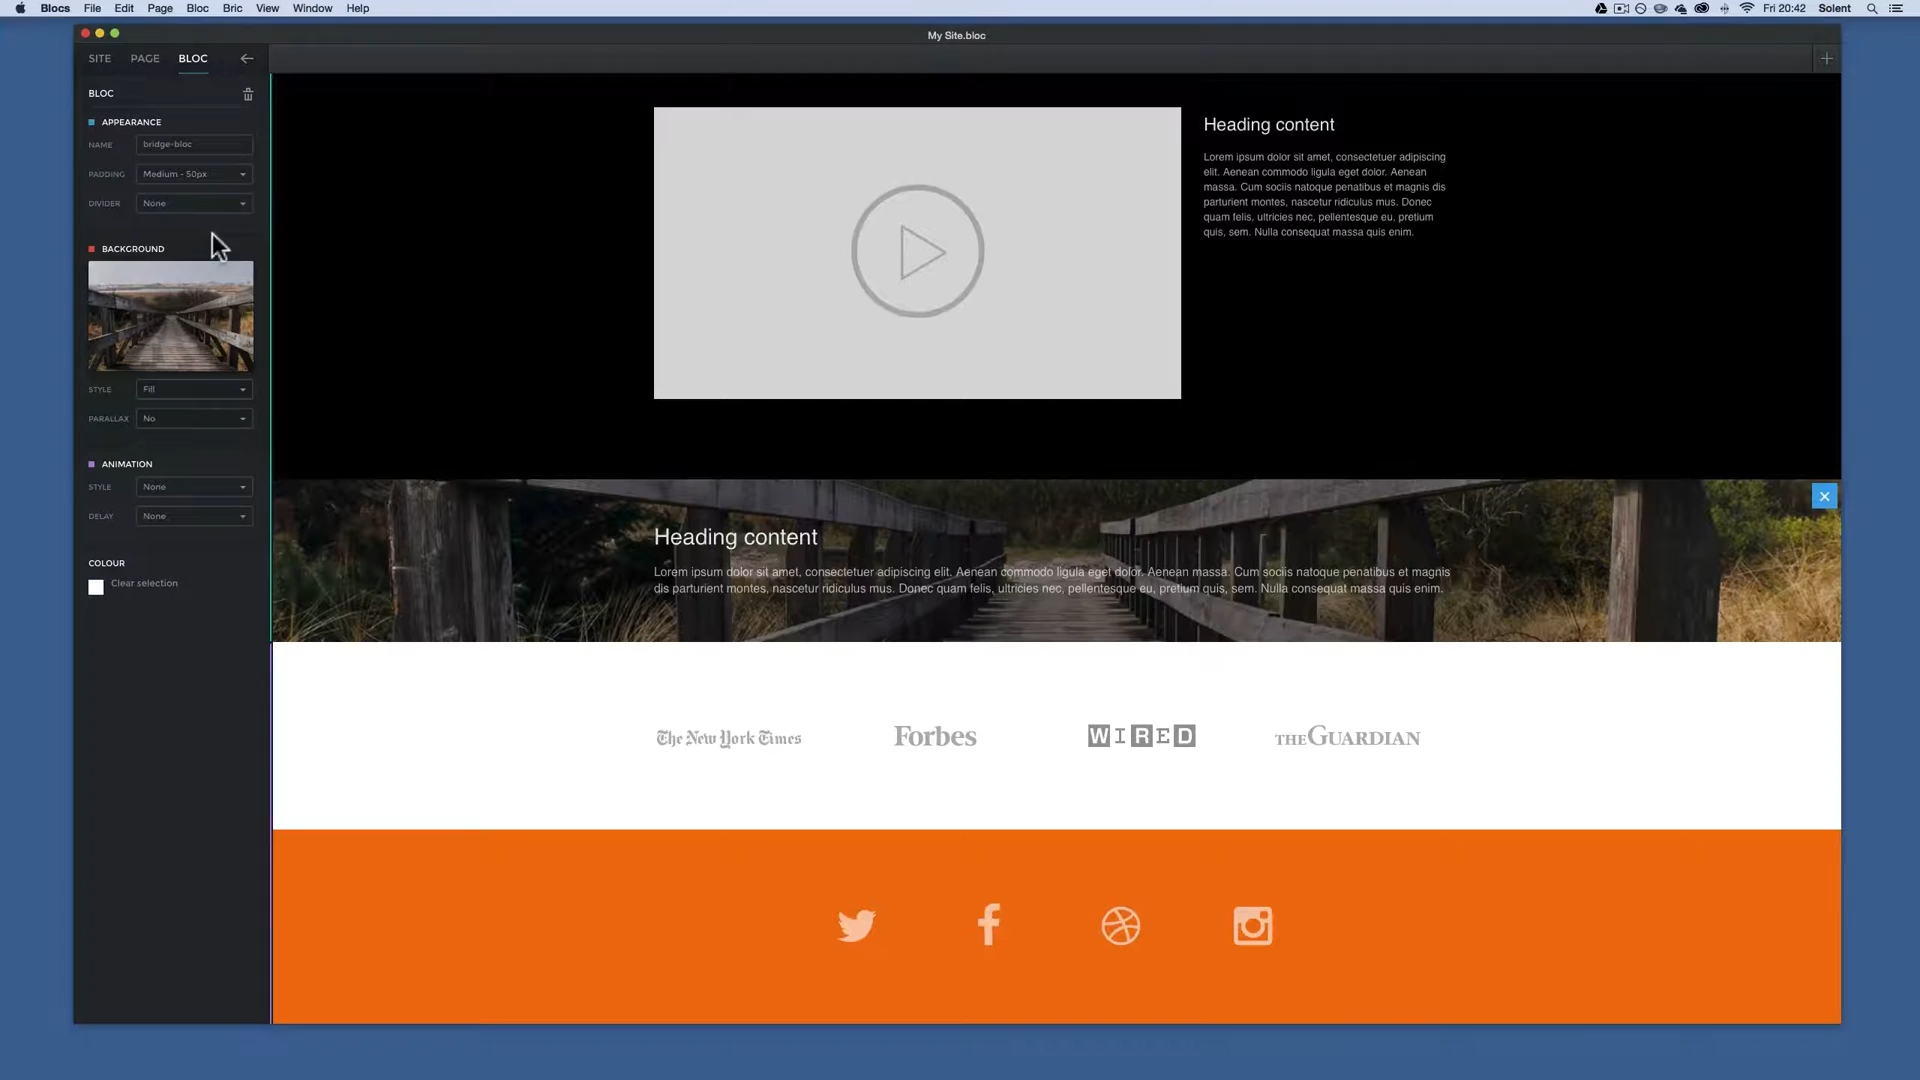 Blocs File Edit Page Bloc Bric View Window Help
Fri 20:42 Solent
My Site.bloc
SITE PAGE BLOC
BLOC
APPEARANCE
NAME bridge-bloc
PADDING Medium - 50px
DIVIDER None
BACKGROUND
STYLE Fill
PARALLAX No
ANIMATION
STYLE None
DELAY None
COLOUR
Clear selection
Heading content
Lorem ipsum dolor sit amet, consectetuer adipiscing
elit. Aenean commodo ligula eget dolor. Aenean
massa. Cum sociis natoque penatibus et magnis dis
parturient montes, nascetur ridiculus mus. Donec
quam felis, ultricies nec, pellentesque eu, pretium
quis, sem. Nulla consequat massa quis enim.
Heading content
Lorem ipsum dolor sit amet, consectetuer adipiscing elit. Aenean commodo ligula eget dolor. Aenean massa. Cum sociis natoque penatibus et magnis
dis parturient montes, nascetur ridiculus mus. Donec quam felis, ultricies nec, pellentesque eu, pretium quis, sem. Nulla consequat massa quis enim.
The New York Times Forbes WIRED THE GUARDIAN